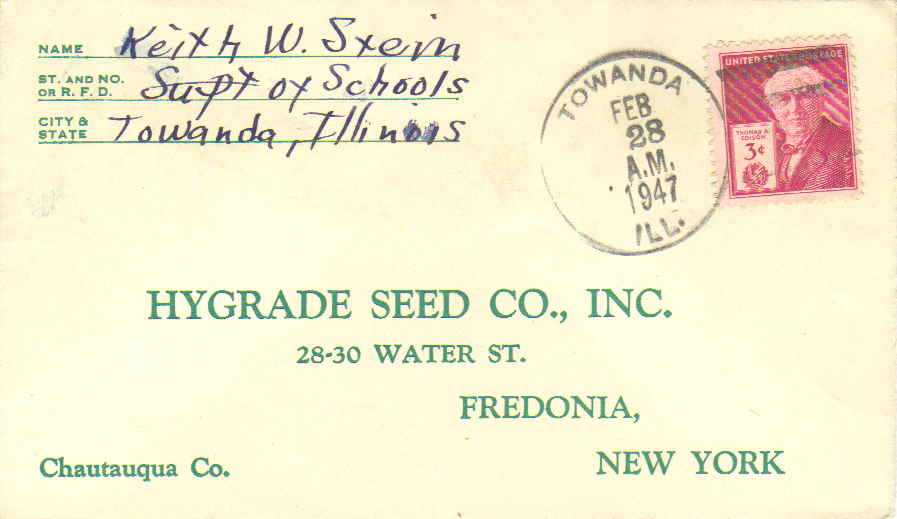 NAME Keith W. Stein
ST. AND NO. OR R. F. D. Sup't of Schools
CITY & STATE Towanda, Illinois
TOWANDA
FEB
28
A.M.
1947
ILL.
UNITED STATES POSTAGE
THOMAS A. EDISON
3¢
HYGRADE SEED CO., INC.
28-30 WATER ST.
FREDONIA,
Chautauqua Co.
NEW YORK